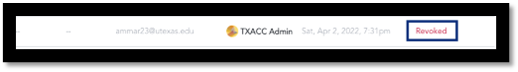 -- -- ammar23@utexas.edu TXACC Admin Sat, Apr 2, 2022, 7:31pm Revoked